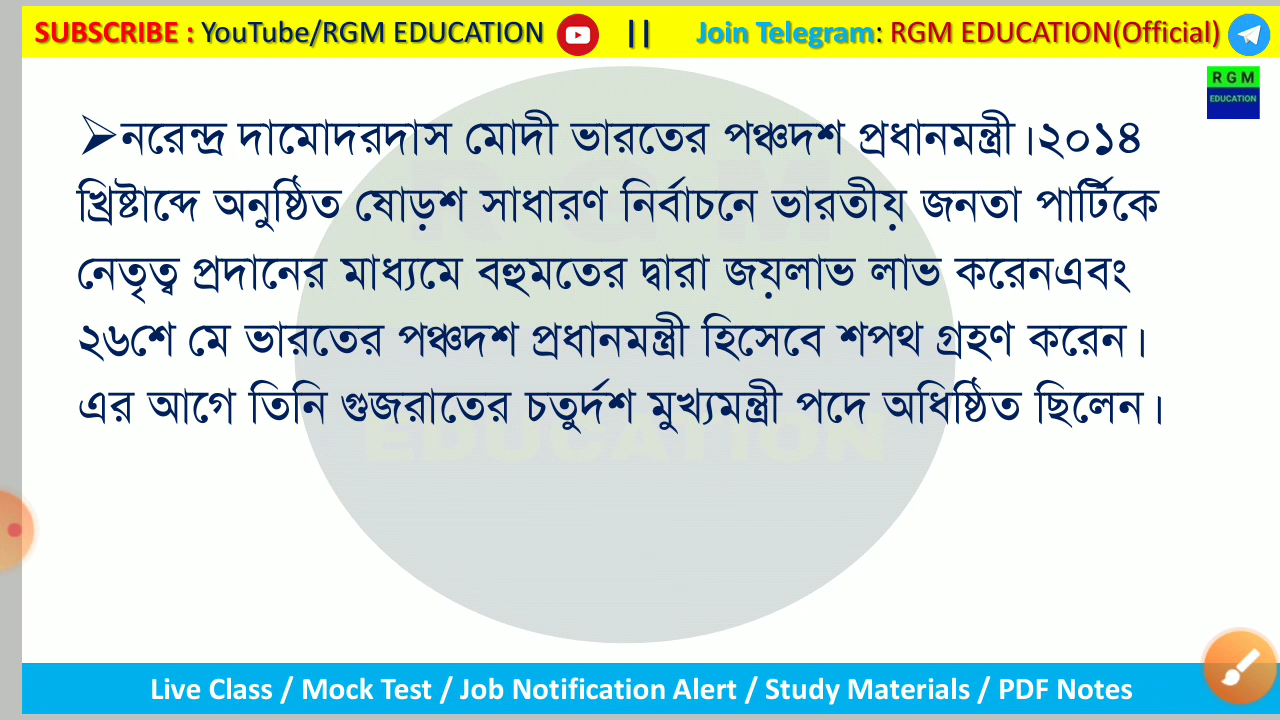 SUBSCRIBE : YouTube/RGM EDUCATION || Join Telegram: RGM EDUCATION(Official)
RGM
EDUCATION
➢নরেন্দ্র দামোদরদাস মোদী ভারতের পঞ্চদশ প্রধানমন্ত্রী।২০১৪
খ্রিষ্টাব্দে অনুষ্ঠিত ষোড়শ সাধারণ নির্বাচনে ভারতীয় জনতা পার্টিকে
নেতৃত্ব প্রদানের মাধ্যমে বহুমতের দ্বারা জয়লাভ লাভ করেনএবং
২৬শে মে ভারতের পঞ্চদশ প্রধানমন্ত্রী হিসেবে শপথ গ্রহণ করেন।
এর আগে তিনি গুজরাতের চতুর্দশ মুখ্যমন্ত্রী পদে অধিষ্ঠিত ছিলেন।
RGM
EDUCATION
Live Class / Mock Test / Job Notification Alert / Study Materials / PDF Notes